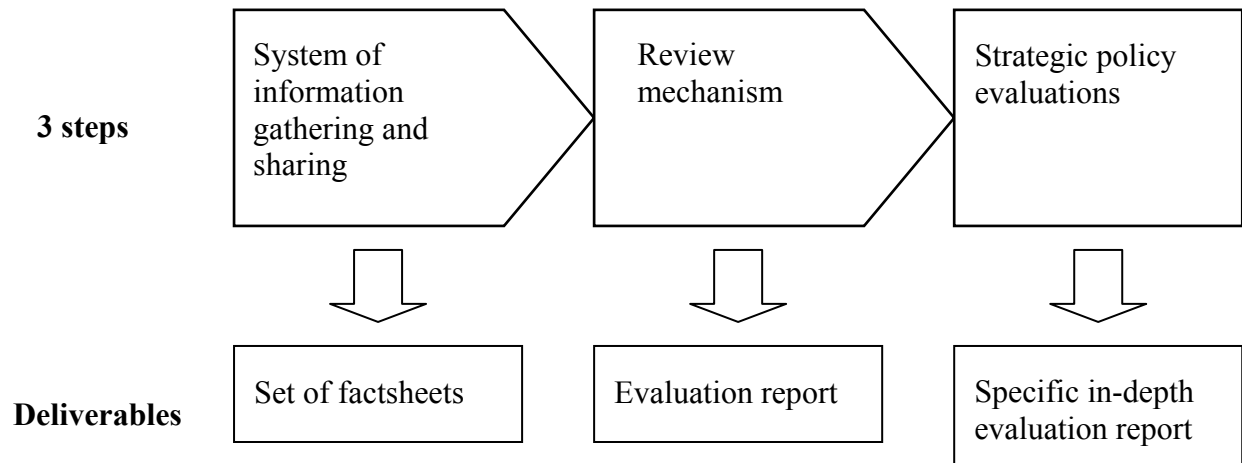 3 steps
System of
information
gathering and
sharing
Review
mechanism
Strategic policy
evaluations
Deliverables
Set of factsheets
Evaluation report
Specific in-depth
evaluation report